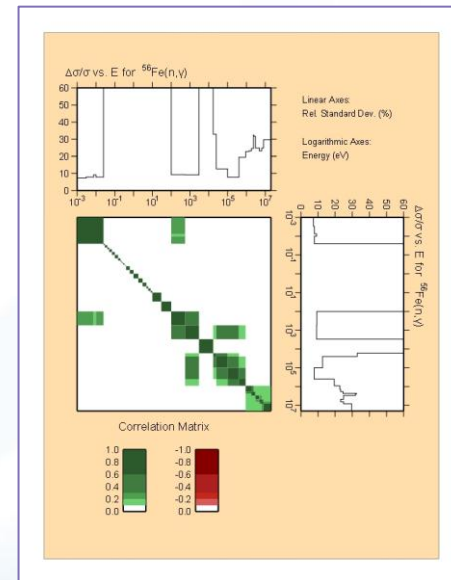 Δσ/σ vs. E for ⁵⁶Fe(n,γ)
60
50
40
30
20
10
0
10⁻³ 10⁻¹ 10¹ 10³ 10⁵ 10⁷
Linear Axes:
Rel. Standard Dev. (%)
Logarithmic Axes:
Energy (eV)
0 10 20 30 40 50 60
10⁻³
10⁻¹
10¹
10³
10⁵
10⁷
Δσ/σ vs. E for ⁵⁶Fe(n,γ)
Correlation Matrix
1.0 -1.0
0.8 -0.8
0.6 -0.6
0.4 -0.4
0.2 -0.2
0.0 0.0